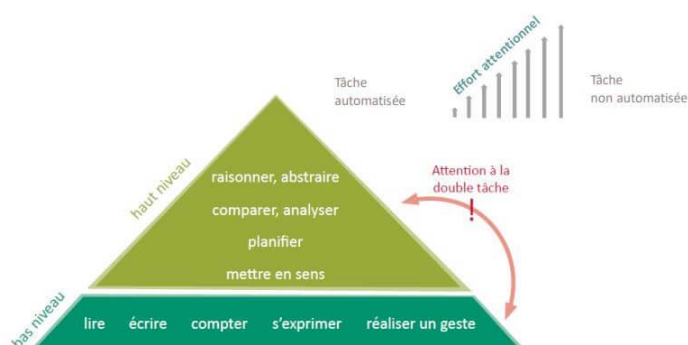 Effort attentionnel
Tâche
automatisée
Tâche
non automatisée
haut niveau
raisonner, abstraire
comparer, analyser
planifier
mettre en sens
Attention à la
double tâche
!
bas niveau
lire écrire compter s'exprimer réaliser un geste